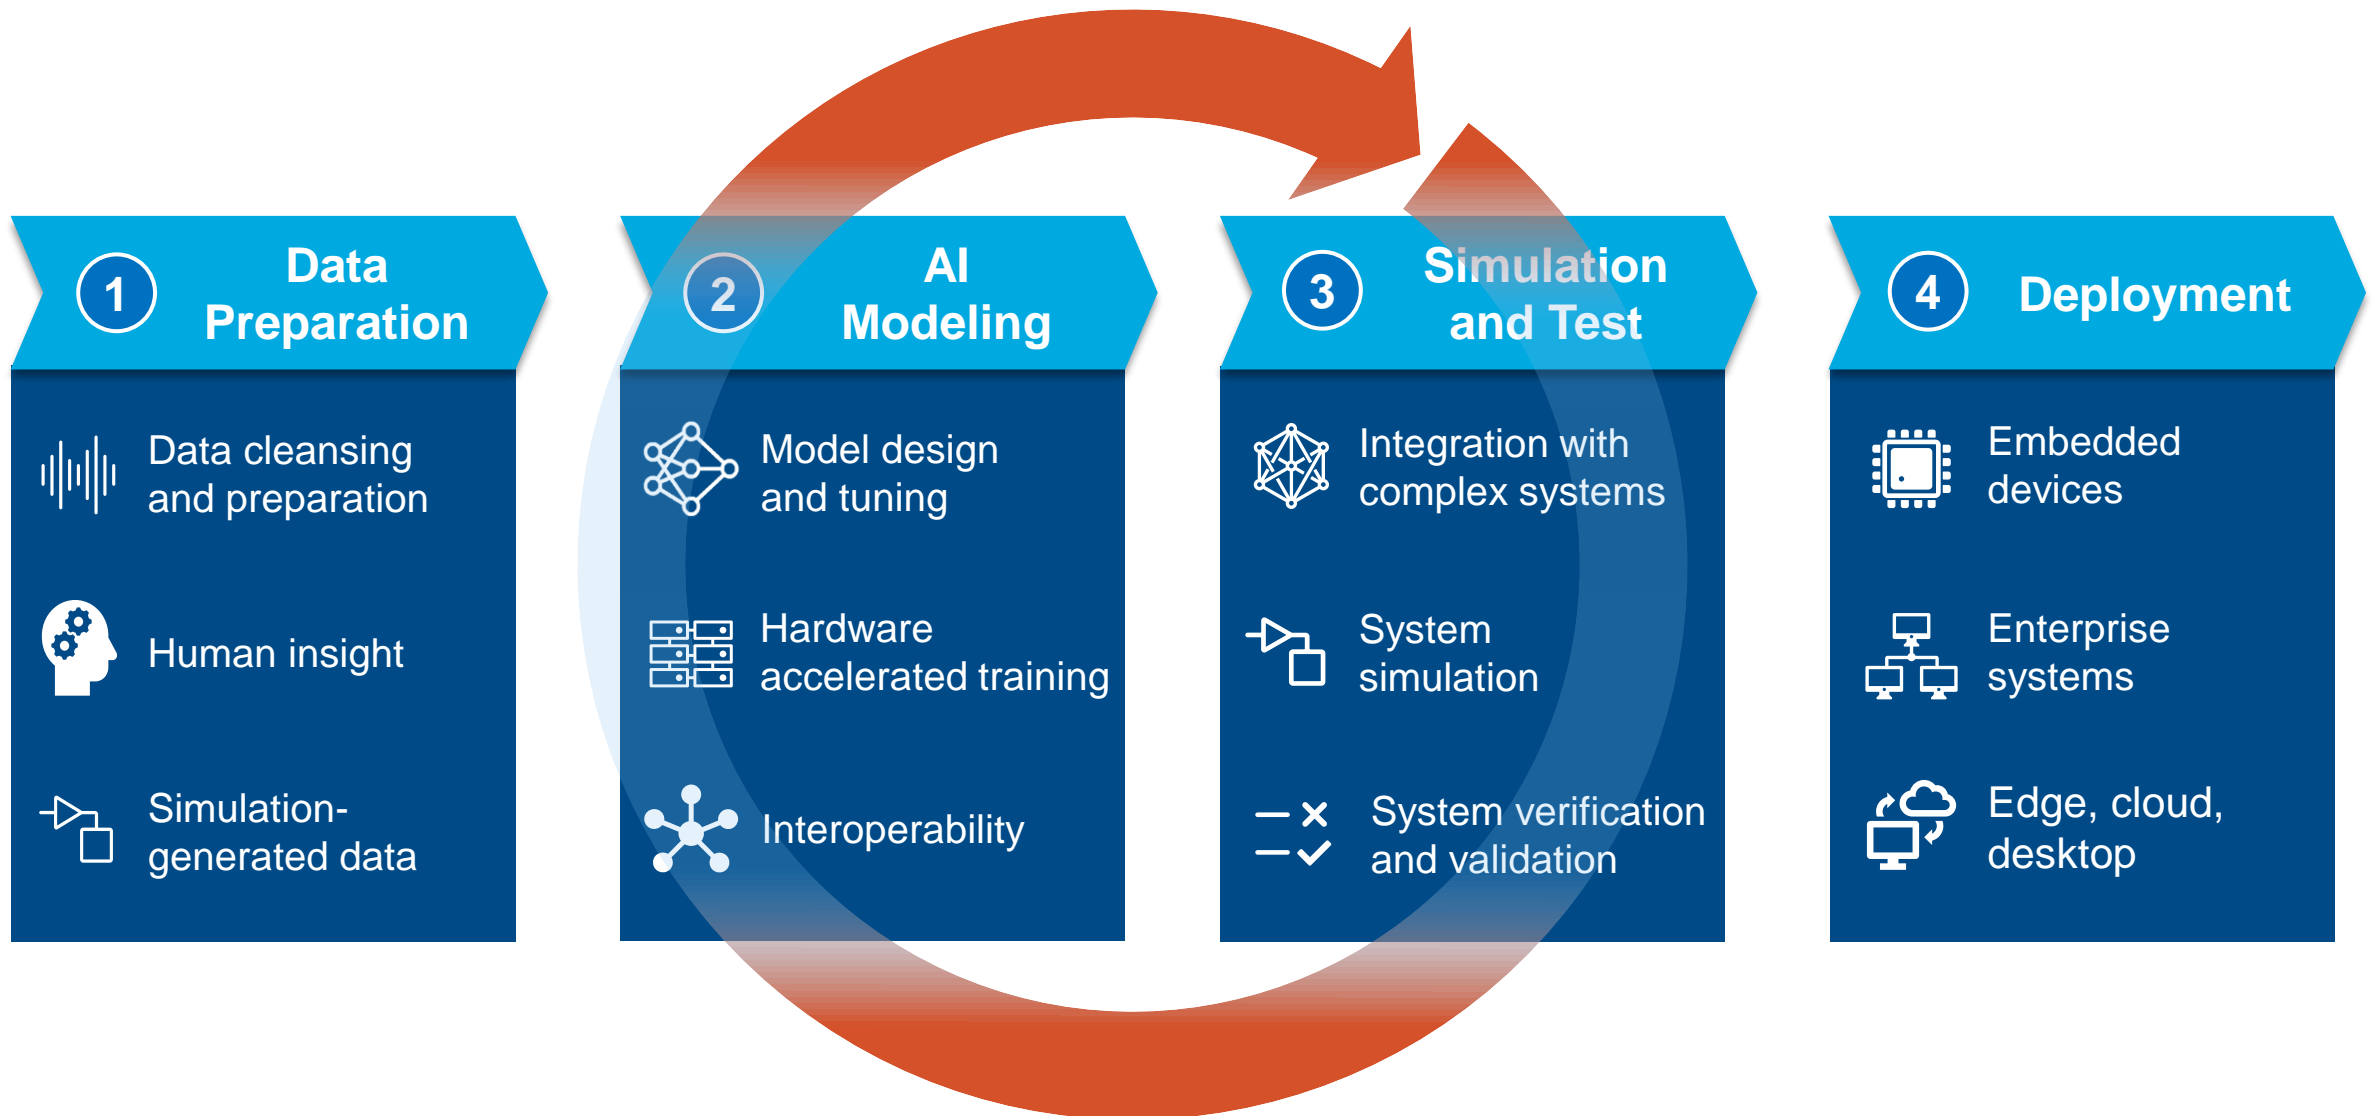 1
Data
Preparation
Data cleansing
and preparation
Human insight
Simulation-
generated data
2
AI
Modeling
Model design
and tuning
Hardware
accelerated training
Interoperability
3
Simulation
and Test
Integration with
complex systems
System
simulation
System verification
and validation
4
Deployment
Embedded
devices
Enterprise
systems
Edge, cloud,
desktop